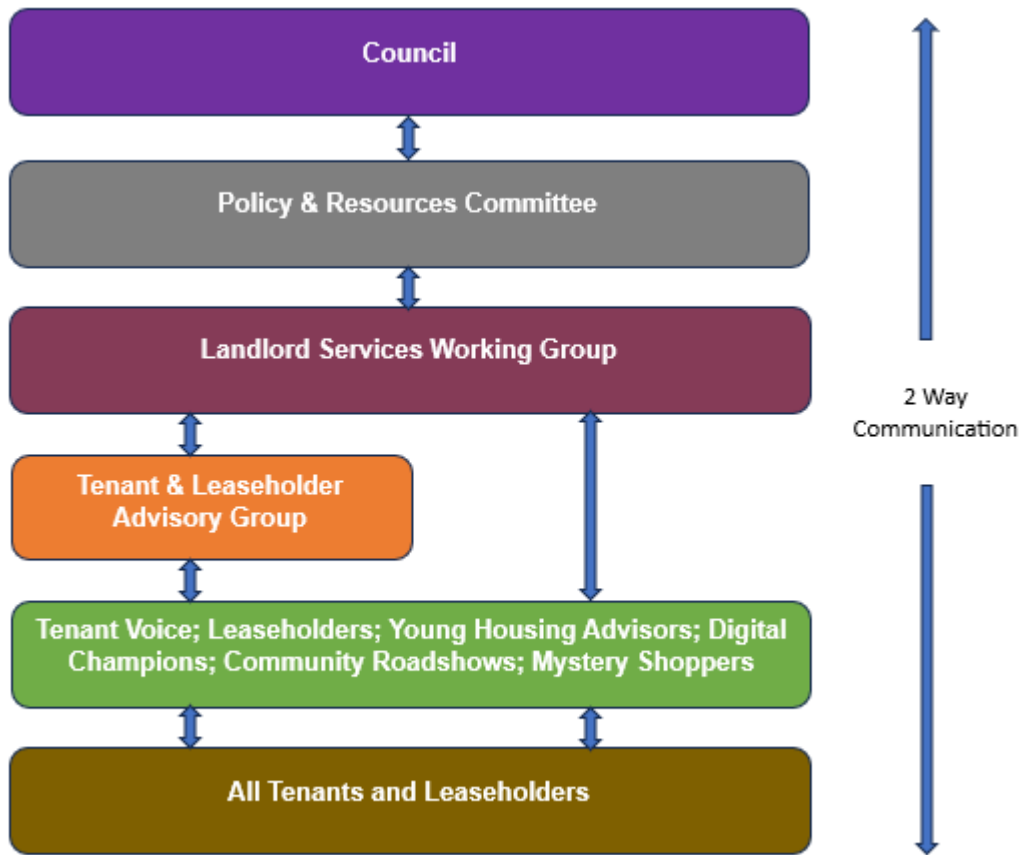 Council
Policy & Resources Committee
Landlord Services Working Group
Tenant & Leaseholder
Advisory Group
Tenant Voice; Leaseholders; Young Housing Advisors; Digital
Champions; Community Roadshows; Mystery Shoppers
All Tenants and Leaseholders
2 Way
Communication